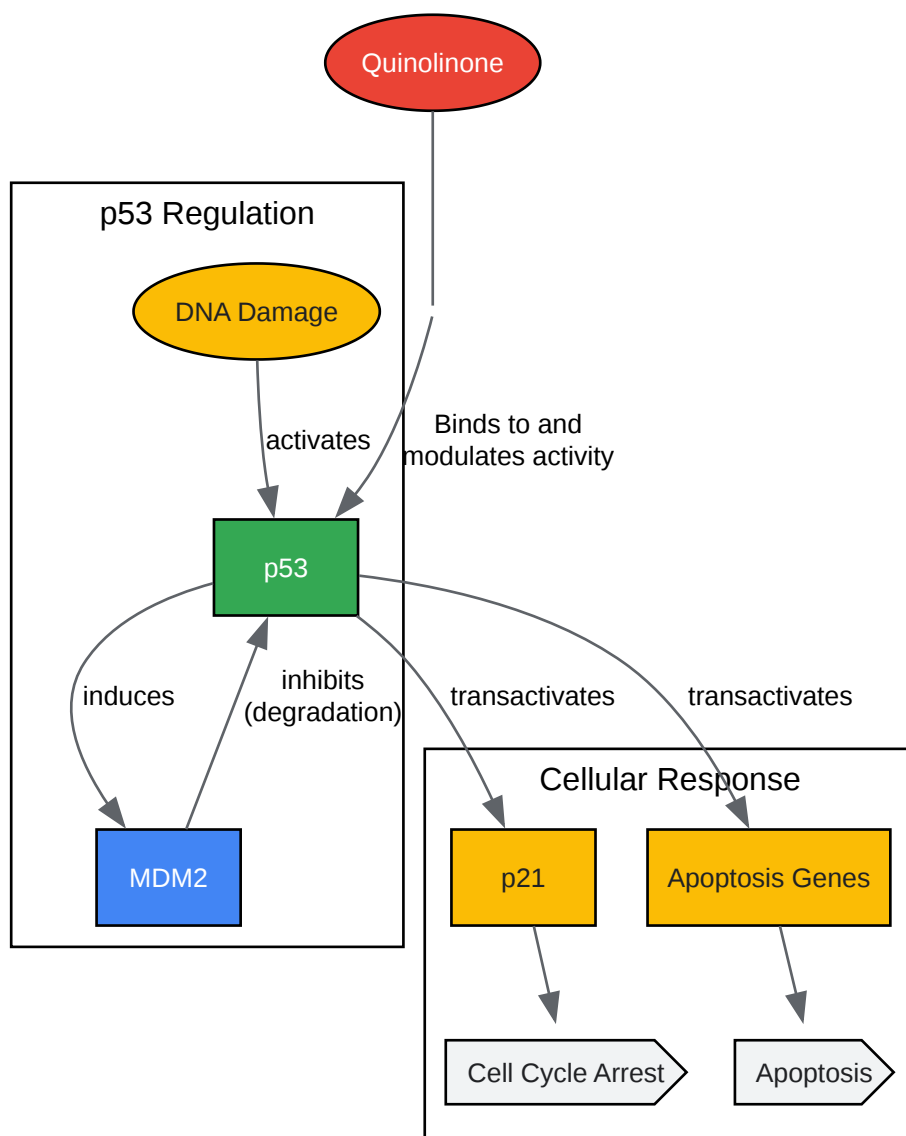 Quinolinone
p53 Regulation
DNA Damage
activates
Binds to and
modulates activity
p53
induces
inhibits
(degradation)
transactivates
transactivates
MDM2
Cellular Response
p21
Apoptosis Genes
Cell Cycle Arrest
Apoptosis